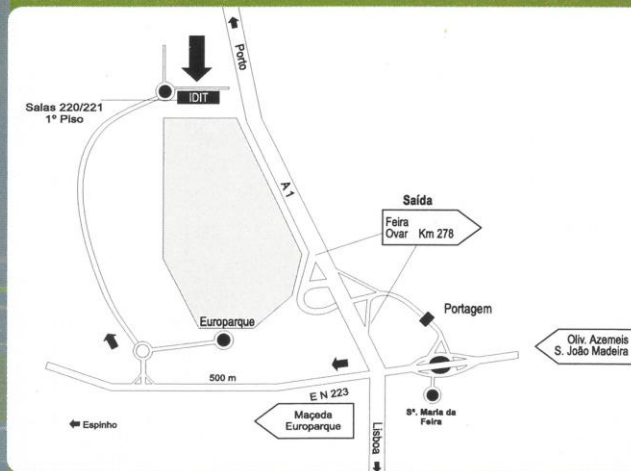 Porto
IDIT
Salas 220/221
1º Piso
A 1
Saída
Feira
Ovar Km 278
Portagem
Europarque
Oliv. Azemeis
S. João Madeira
500 m
E N 223
Maçeda
Europarque
Sª. Maria da
Feira
Espinho
Lisboa